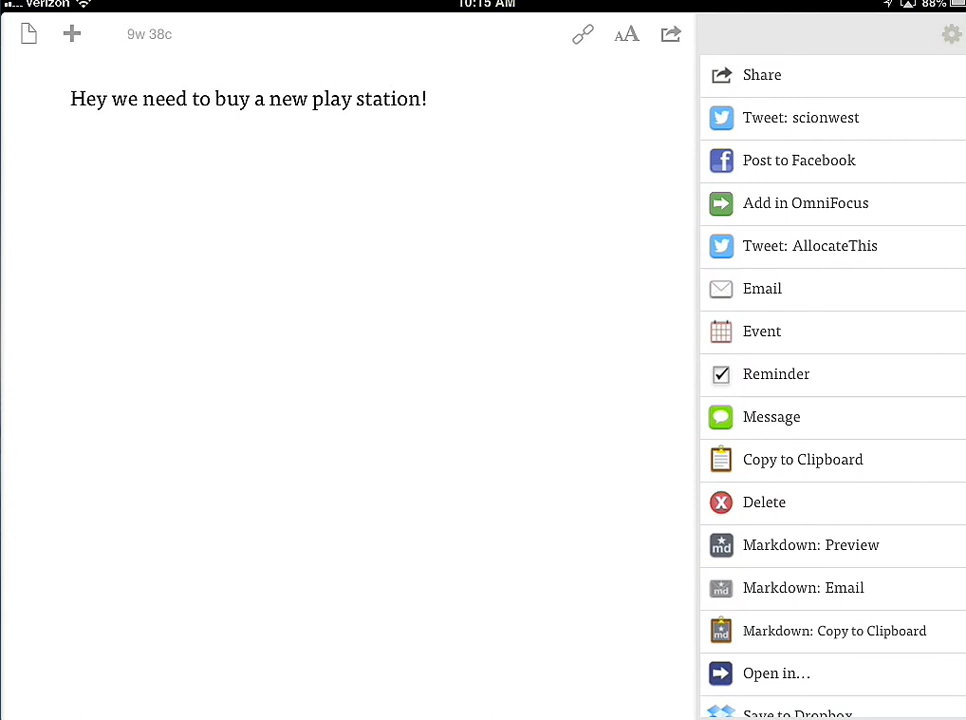 Verizon 10:15 AM 88%
9w 38c AA
Hey we need to buy a new play station!
Share
Tweet: scionwest
Post to Facebook
Add in OmniFocus
Tweet: AllocateThis
Email
Event
Reminder
Message
Copy to Clipboard
Delete
md Markdown: Preview
md Markdown: Email
md Markdown: Copy to Clipboard
Open in...
Save to Dropbox